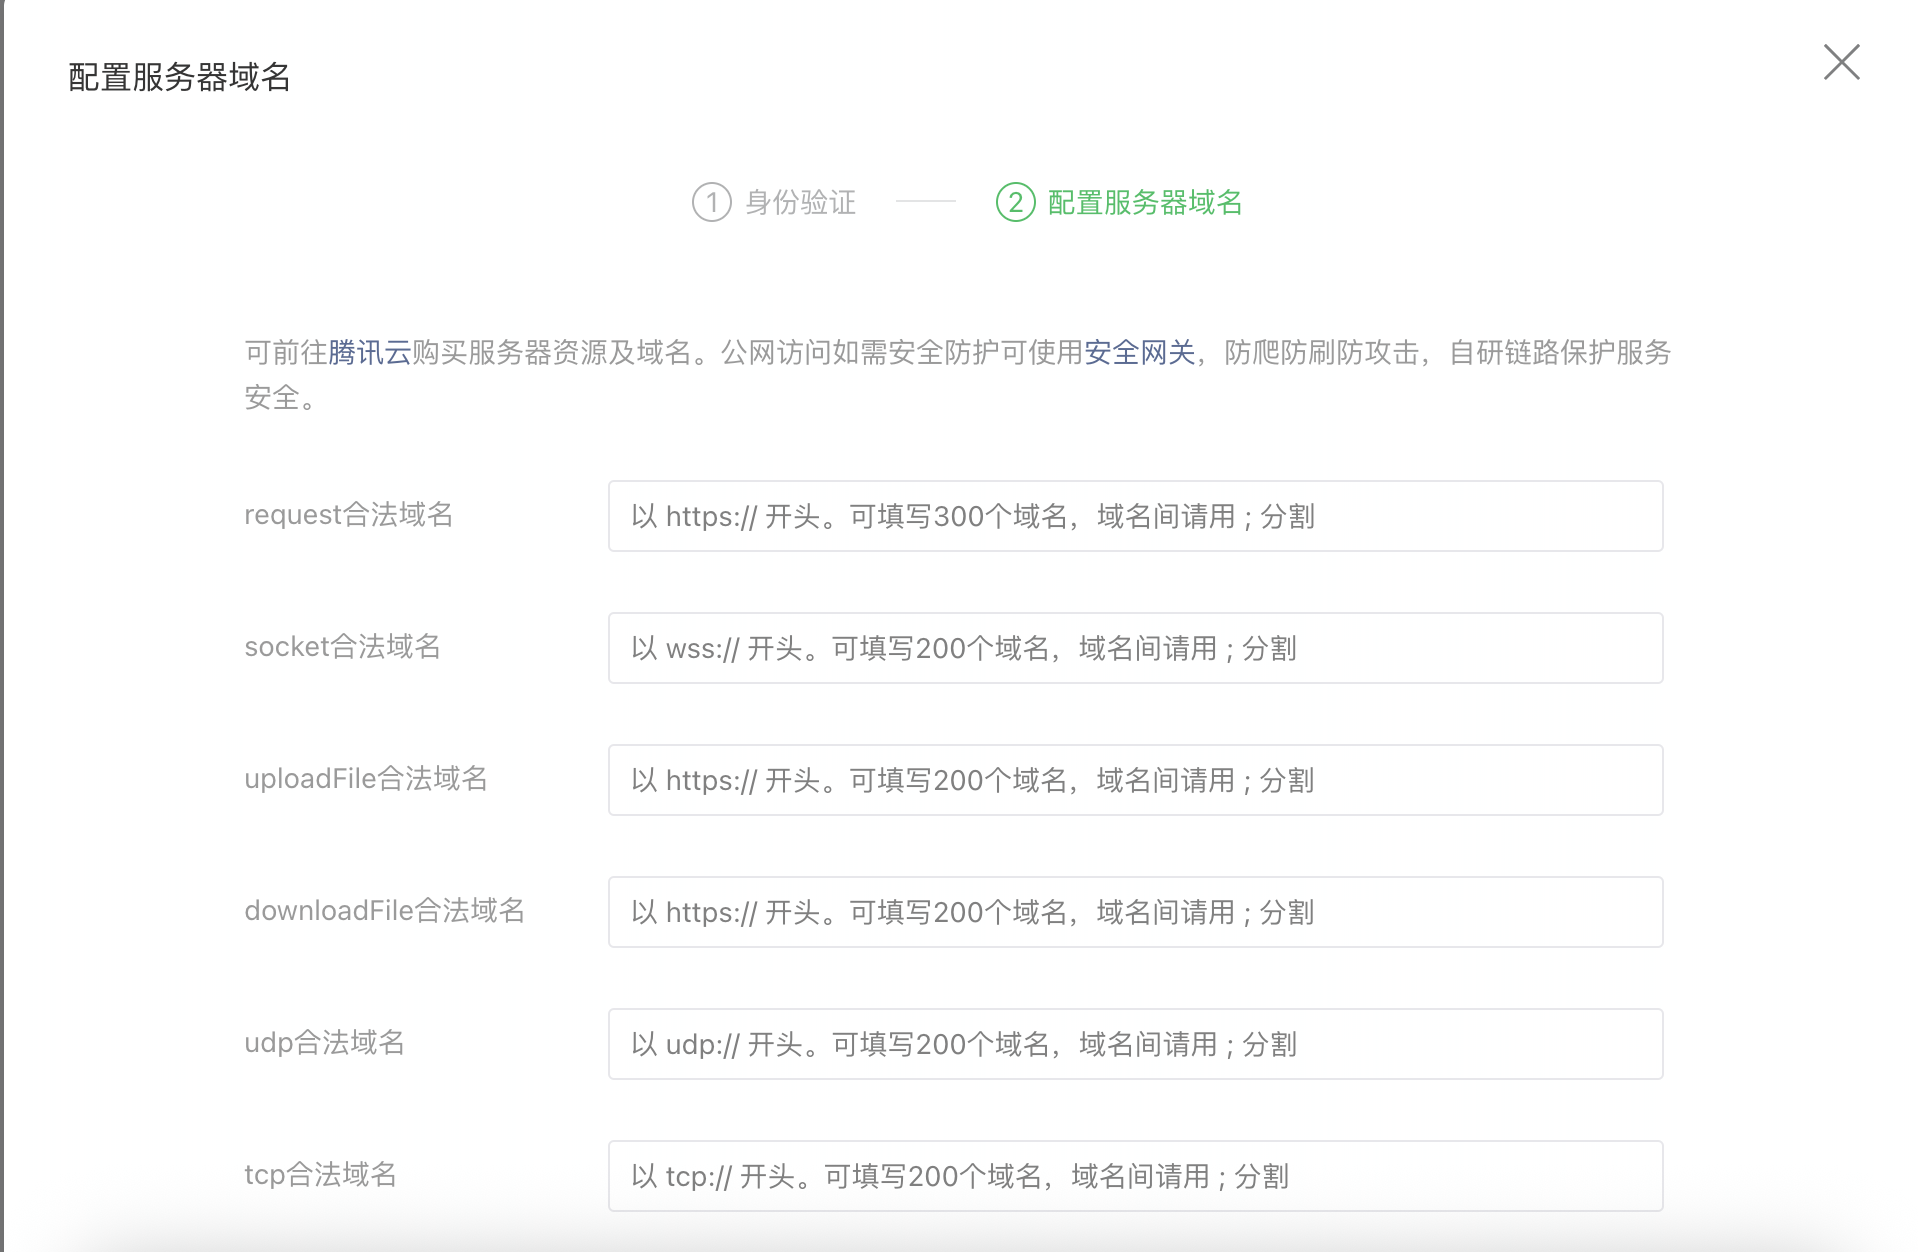 配置服务器域名
1 身份验证 2 配置服务器域名
可前往腾讯云购买服务器资源及域名。公网访问如需安全防护可使用安全网关，防爬防刷防攻击，自研链路保护服务
安全。
request合法域名 以 https:// 开头。可填写300个域名，域名间请用 ; 分割
socket合法域名 以 wss:// 开头。可填写200个域名，域名间请用 ; 分割
uploadFile合法域名 以 https:// 开头。可填写200个域名，域名间请用 ; 分割
downloadFile合法域名 以 https:// 开头。可填写200个域名，域名间请用 ; 分割
udp合法域名 以 udp:// 开头。可填写200个域名，域名间请用 ; 分割
tcp合法域名 以 tcp:// 开头。可填写200个域名，域名间请用 ; 分割